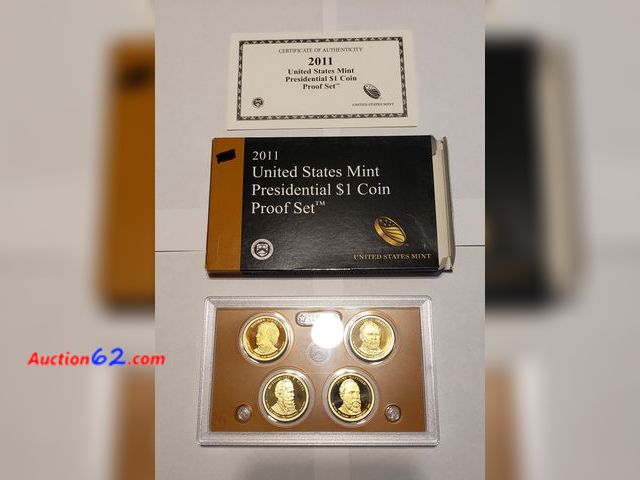 CERTIFICATE OF AUTHENTICITY
2011
United States Mint
Presidential $1 Coin
Proof Set™
UNITED STATES MINT
2011
United States Mint
Presidential $1 Coin
Proof Set™
UNITED STATES MINT
Auction62.com